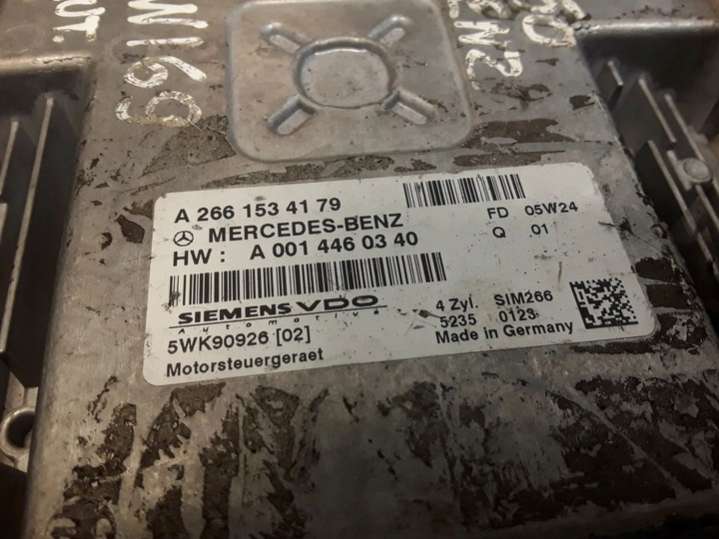 W169
A 266 153 41 79
MERCEDES-BENZ
HW : A 001 446 03 40
FD 05W24
Q 01
SIEMENS VDO
Automotive
5WK90926 [02]
Motorsteuergeraet
4 Zyl. SIM266
5235 0123
Made in Germany